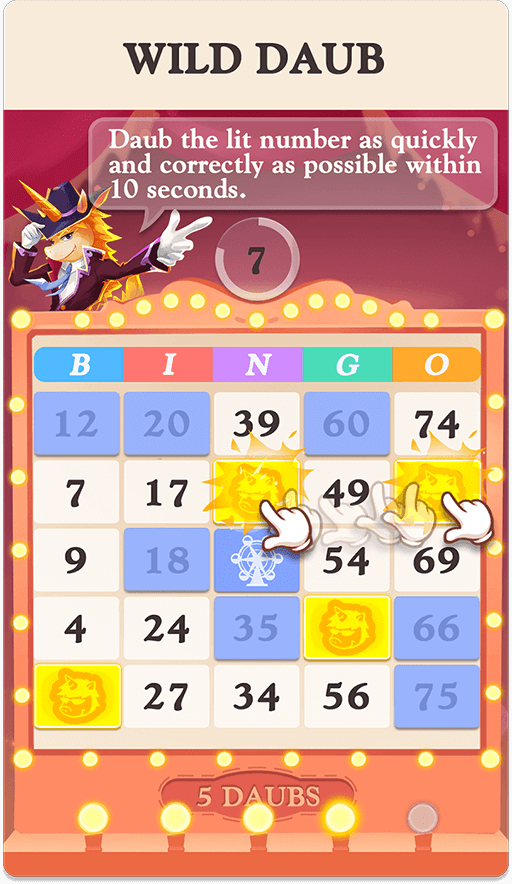 WILD DAUB
Daub the lit number as quickly
and correctly as possible within
10 seconds.
7
B I N G O
12 20 39 60 74
7 17 49
9 18 54 69
4 24 35 66
27 34 56 75
5 DAUBS